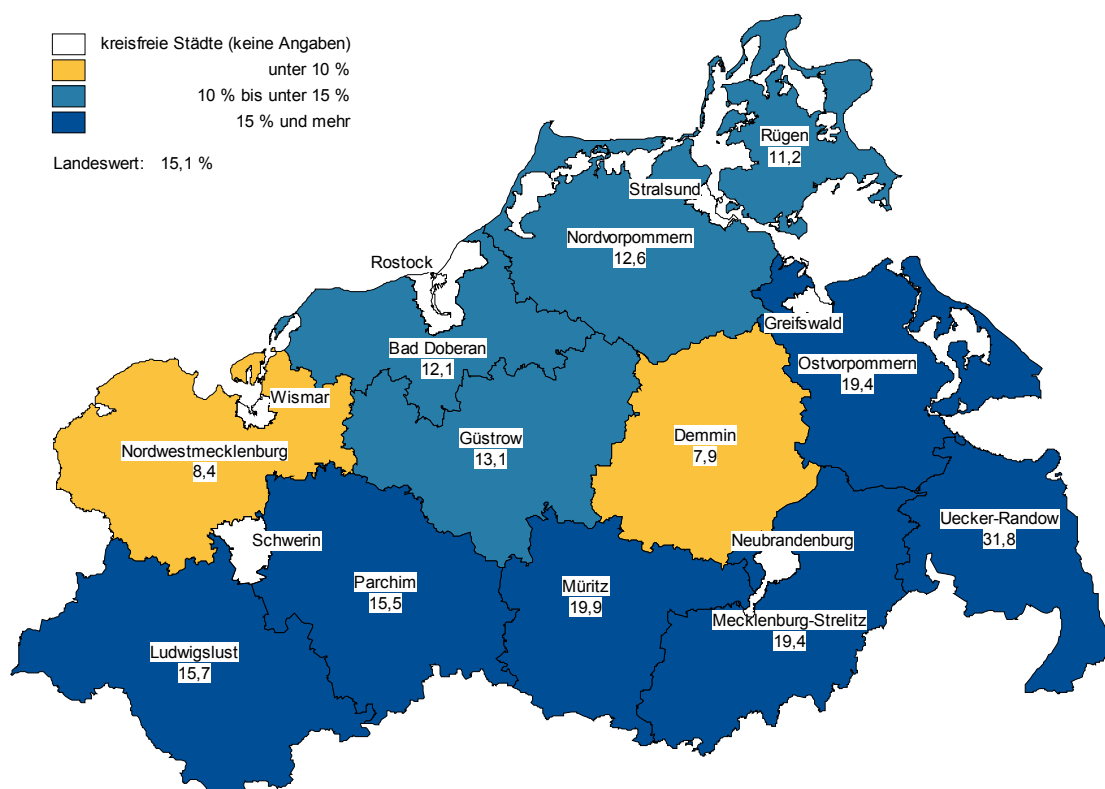 kreisfreie Städte (keine Angaben)
unter 10 %
10 % bis unter 15 %
15 % und mehr
Landeswert: 15,1 %
Rügen
11,2
Stralsund
Nordvorpommern
12,6
Rostock
Greifswald
Bad Doberan
12,1
Ostvorpommern
19,4
Wismar
Güstrow
13,1
Demmin
7,9
Nordwestmecklenburg
8,4
Uecker-Randow
31,8
Schwerin
Neubrandenburg
Parchim
15,5
Müritz
19,9
Mecklenburg-Strelitz
19,4
Ludwigslust
15,7